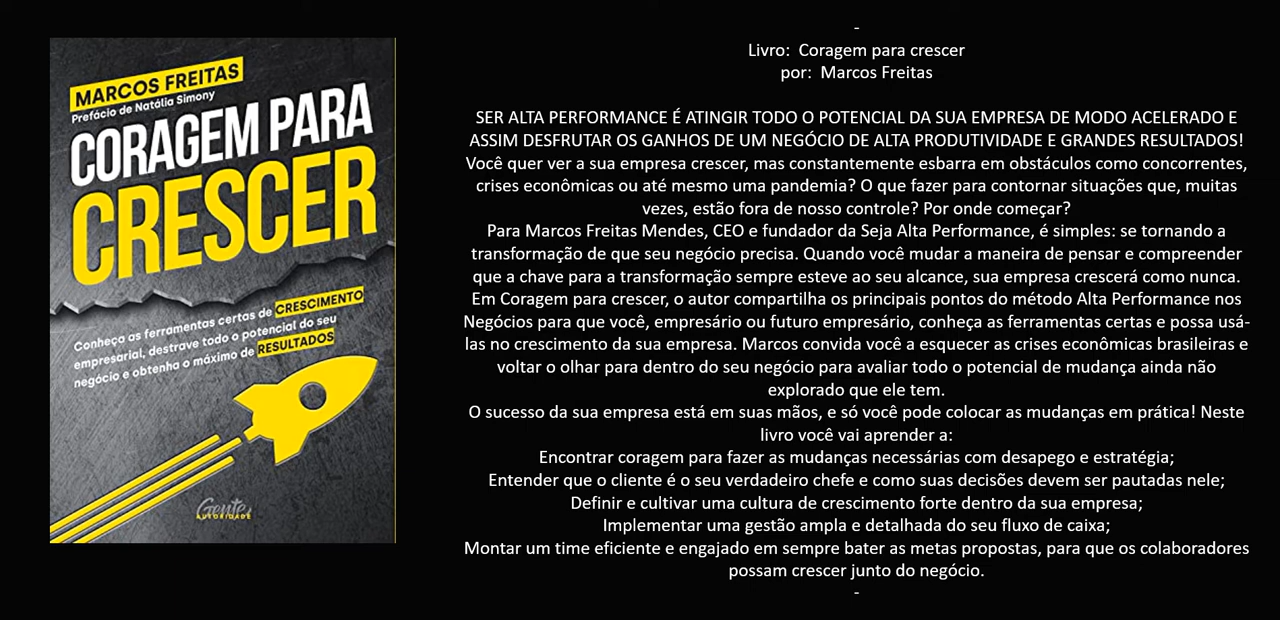 MARCOS FREITAS
Prefácio de Natália Simony
CORAGEM PARA
CRESCER
Conheça as ferramentas certas de CRESCIMENTO
empresarial, destrave todo o potencial do seu
negócio e obtenha o máximo de RESULTADOS
Gente
AUTORIDADE
-
Livro:  Coragem para crescer
por:  Marcos Freitas
SER ALTA PERFORMANCE É ATINGIR TODO O POTENCIAL DA SUA EMPRESA DE MODO ACELERADO E
ASSIM DESFRUTAR OS GANHOS DE UM NEGÓCIO DE ALTA PRODUTIVIDADE E GRANDES RESULTADOS!
Você quer ver a sua empresa crescer, mas constantemente esbarra em obstáculos como concorrentes,
crises econômicas ou até mesmo uma pandemia? O que fazer para contornar situações que, muitas
vezes, estão fora de nosso controle? Por onde começar?
Para Marcos Freitas Mendes, CEO e fundador da Seja Alta Performance, é simples: se tornando a
transformação de que seu negócio precisa. Quando você mudar a maneira de pensar e compreender
que a chave para a transformação sempre esteve ao seu alcance, sua empresa crescerá como nunca.
Em Coragem para crescer, o autor compartilha os principais pontos do método Alta Performance nos
Negócios para que você, empresário ou futuro empresário, conheça as ferramentas certas e possa usá-
las no crescimento da sua empresa. Marcos convida você a esquecer as crises econômicas brasileiras e
voltar o olhar para dentro do seu negócio para avaliar todo o potencial de mudança ainda não
explorado que ele tem.
O sucesso da sua empresa está em suas mãos, e só você pode colocar as mudanças em prática! Neste
livro você vai aprender a:
Encontrar coragem para fazer as mudanças necessárias com desapego e estratégia;
Entender que o cliente é o seu verdadeiro chefe e como suas decisões devem ser pautadas nele;
Definir e cultivar uma cultura de crescimento forte dentro da sua empresa;
Implementar uma gestão ampla e detalhada do seu fluxo de caixa;
Montar um time eficiente e engajado em sempre bater as metas propostas, para que os colaboradores
possam crescer junto do negócio.
-